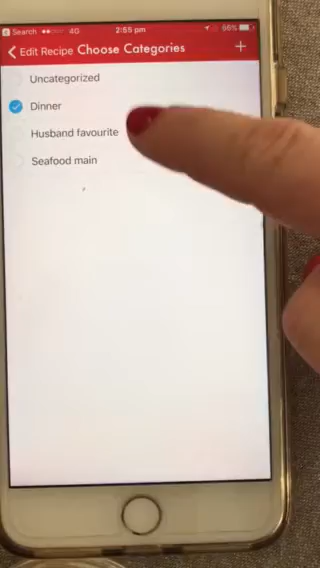 Search 4G 2:55 pm 56%
Edit Recipe Choose Categories +
Uncategorized
Dinner
Husband favourite
Seafood main